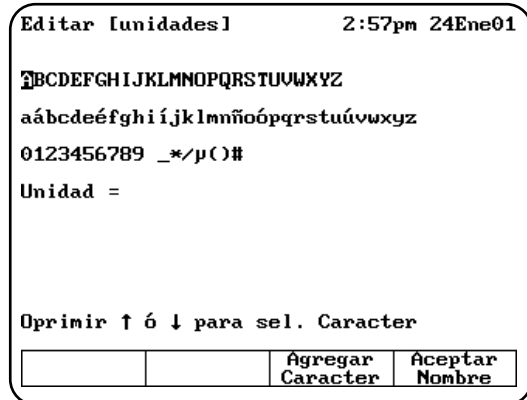 Editar [unidades] 2:57pm 24Ene01
ABCDEFGHIJKLMNOPQRSTUVWXYZ
aábcdeéfghiíjklmnñoópqrstuúvwxyz
0123456789 _*/µ()#
Unidad =
Oprimir ↑ ó ↓ para sel. Caracter
Agregar Caracter
Aceptar Nombre